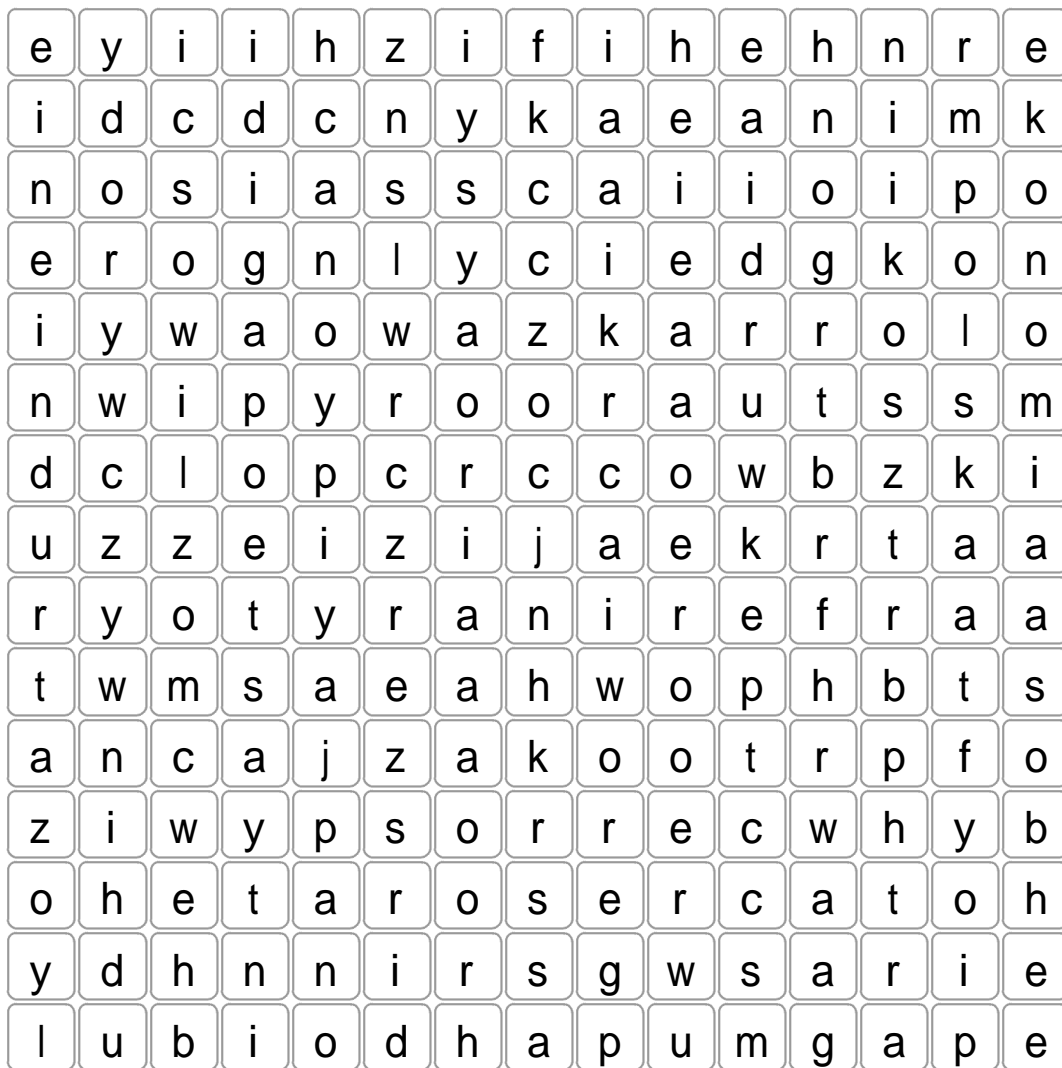 e y i i h z i f i h e h n r e
i d c d c n y k a e a n i m k
n o s i a s s c a i i o i p o
e r o g n l y c i e d g k o n
i y w a o w a z k a r r o l o
n w i p y r o o r a u t s s m
d c l o p c r c c o w b z k i
u z z e i z i j a e k r t a a
r y o t y r a n i r e f r a a
t w m s a e a h w o p h b t s
a n c a j z a k o o t r p f o
z i w y p s o r r e c w h y b
o h e t a r o s e r c a t o h
y d h n n i r s g w s a r i e
l u b i o d h a p u m g a p e